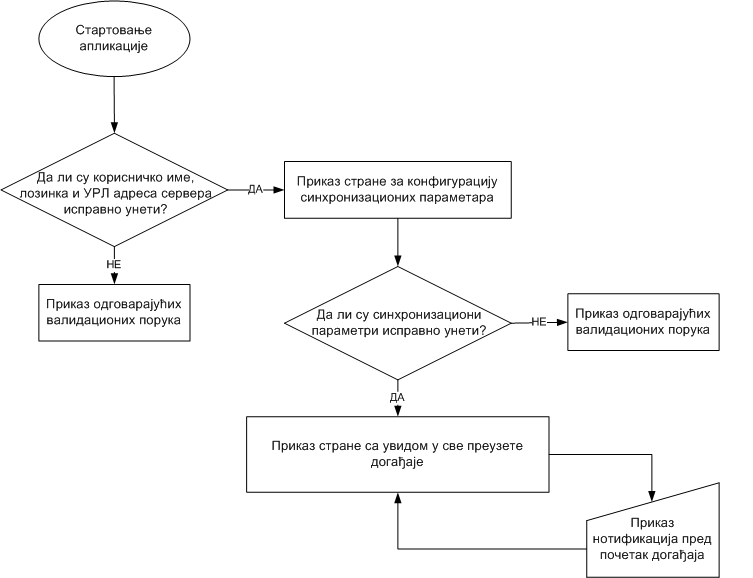 Стартовање
апликације
Да ли су корисничко име,
лозинка и УРЛ адреса сервера
исправно унети?
ДА
Приказ стране за конфигурацију
синхронизационих параметара
НЕ
Приказ одговарајућих
валидационих порука
Да ли су синхронизациони
параметри исправно унети?
НЕ
Приказ одговарајућих
валидационих порука
ДА
Приказ стране са увидом у све преузете
догађаје
Приказ
нотификација пред
почетак догађаја